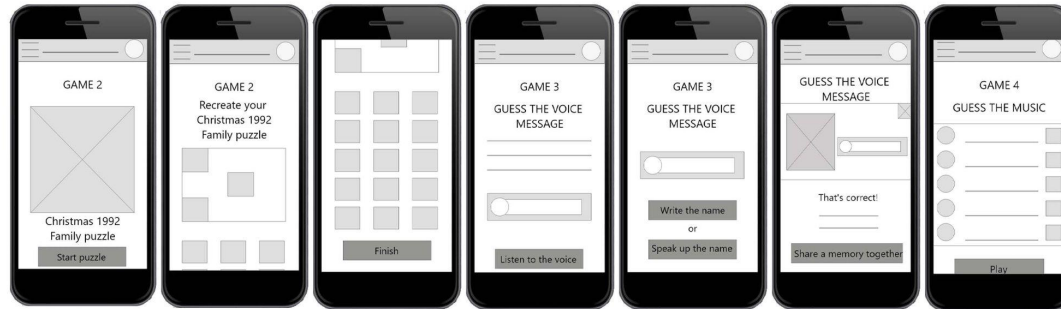 GAME 2
Christmas 1992
Family puzzle
Start puzzle
GAME 2
Recreate your
Christmas 1992
Family puzzle
Finish
GAME 3
GUESS THE VOICE
MESSAGE
Listen to the voice
GAME 3
GUESS THE VOICE
MESSAGE
Write the name
or
Speak up the name
GUESS THE VOICE
MESSAGE
That's correct!
Share a memory together
GAME 4
GUESS THE MUSIC
Play